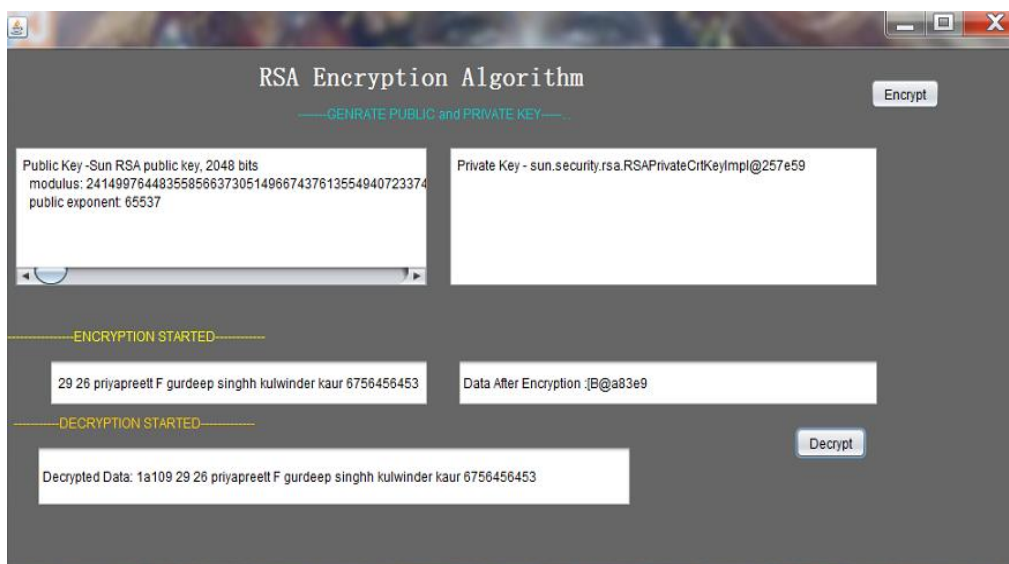 RSA Encryption Algorithm
Encrypt
-------GENRATE PUBLIC and PRIVATE KEY-----...
Public Key -Sun RSA public key, 2048 bits
modulus: 24149976448355856637305149667437613554940723374
public exponent: 65537
Private Key - sun.security.rsa.RSAPrivateCrtKeyImpl@257e59
----------------ENCRYPTION STARTED------------
29 26 priyapreett F gurdeep singhh kulwinder kaur 6756456453
Data After Encryption :[B@a83e9
-----------DECRYPTION STARTED-------------
Decrypt
Decrypted Data: 1a109 29 26 priyapreett F gurdeep singhh kulwinder kaur 6756456453